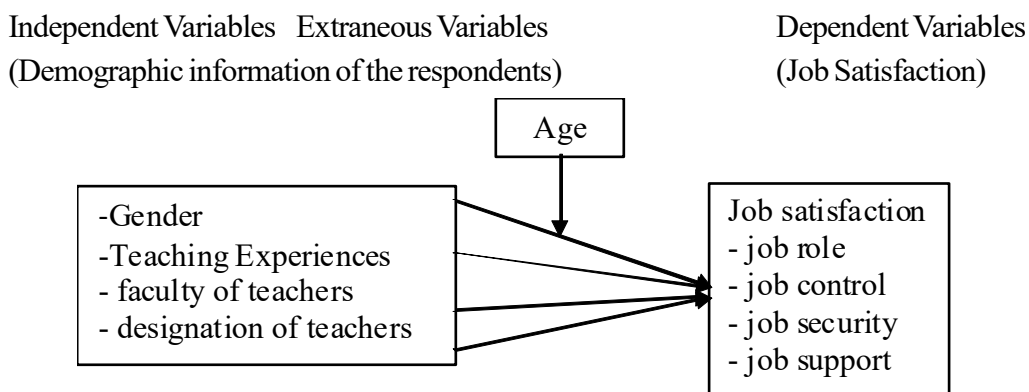 Independent Variables Extraneous Variables Dependent Variables
(Demographic information of the respondents) (Job Satisfaction)
Age
-Gender
-Teaching Experiences
- faculty of teachers
- designation of teachers
Job satisfaction
- job role
- job control
- job security
- job support